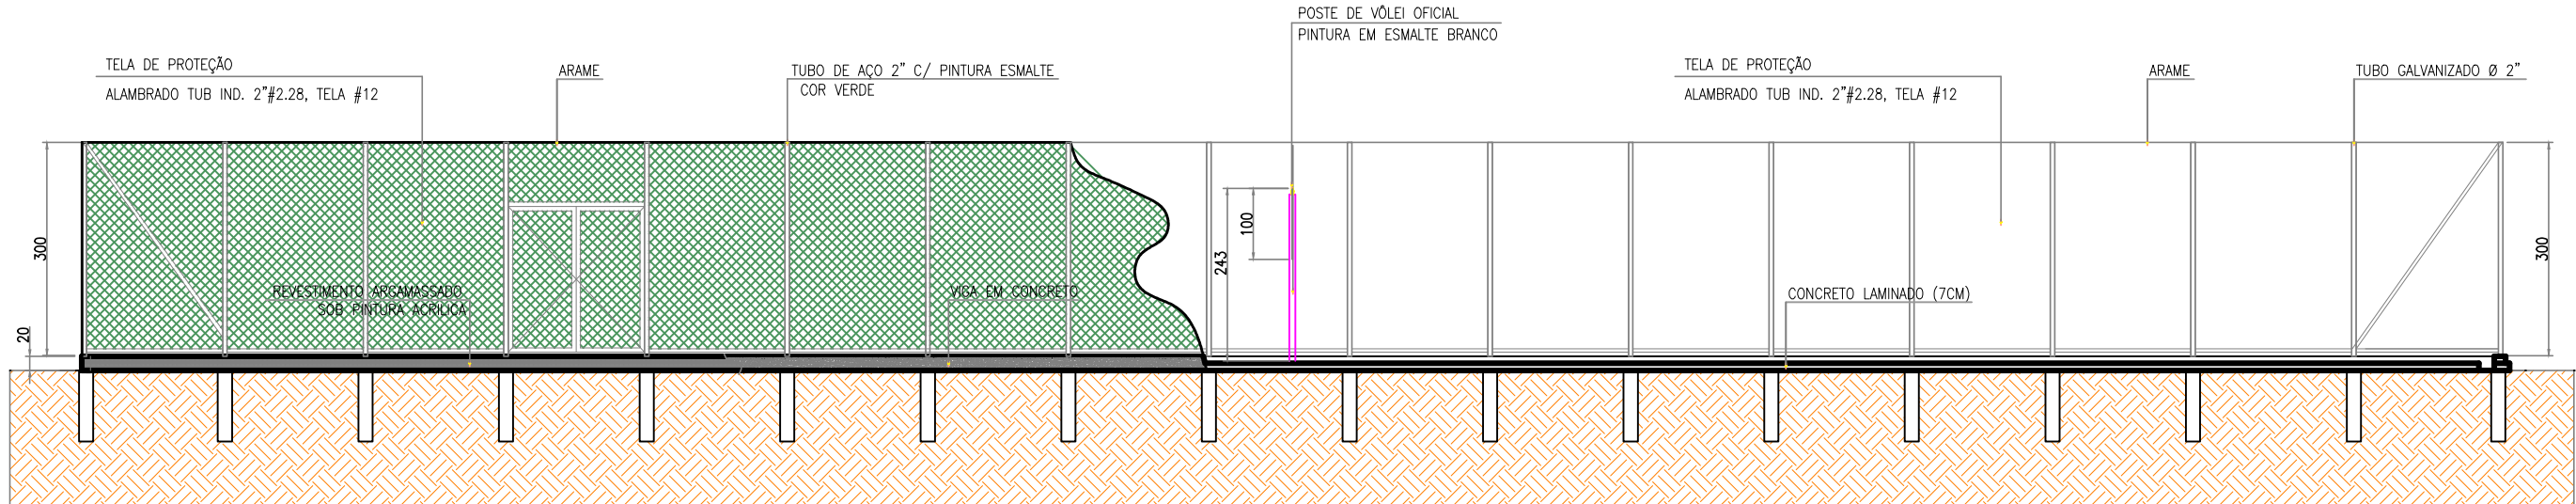 POSTE DE VÔLEI OFICIAL
PINTURA EM ESMALTE BRANCO
TELA DE PROTEÇÃO
ALAMBRADO TUB IND. 2"#2.28, TELA #12
ARAME
TUBO DE AÇO 2" C/ PINTURA ESMALTE
COR VERDE
TELA DE PROTEÇÃO
ALAMBRADO TUB IND. 2"#2.28, TELA #12
ARAME
TUBO GALVANIZADO Ø 2"
300
20
REVESTIMENTO ARGAMASSADO
SOB PINTURA ACRÍLICA
VIGA EM CONCRETO
243
100
CONCRETO LAMINADO (7CM)
300